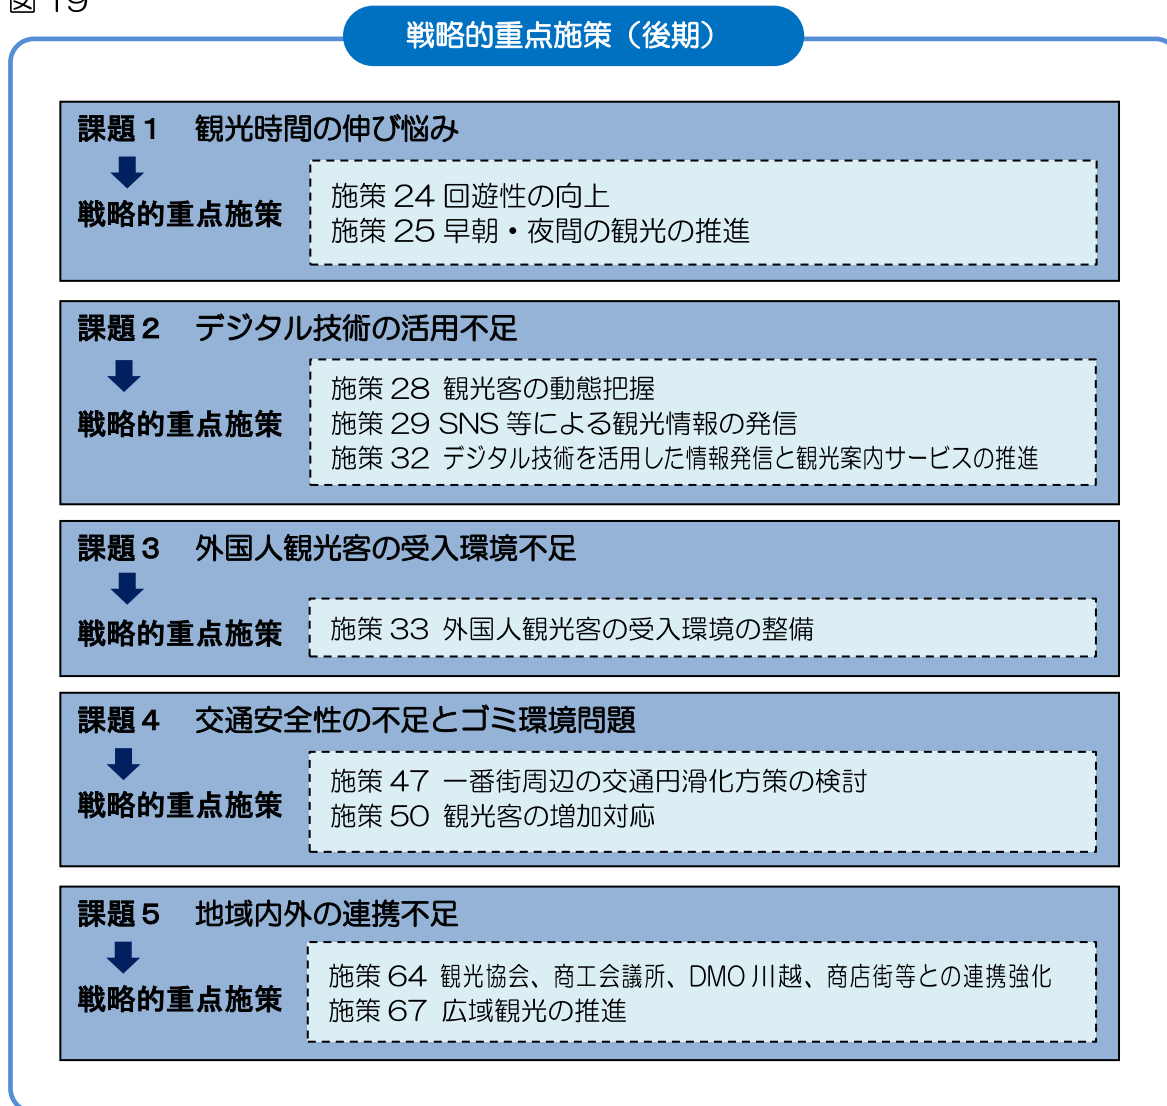 図 19
戦略的重点施策（後期）
課題１　観光時間の伸び悩み
戦略的重点施策
施策 24 回遊性の向上
施策 25 早朝・夜間の観光の推進
課題２　デジタル技術の活用不足
戦略的重点施策
施策 28 観光客の動態把握
施策 29 SNS 等による観光情報の発信
施策 32 デジタル技術を活用した情報発信と観光案内サービスの推進
課題３　外国人観光客の受入環境不足
戦略的重点施策
施策 33 外国人観光客の受入環境の整備
課題４　交通安全性の不足とゴミ環境問題
戦略的重点施策
施策 47 一番街周辺の交通円滑化方策の検討
施策 50 観光客の増加対応
課題５　地域内外の連携不足
戦略的重点施策
施策 64 観光協会、商工会議所、DMO 川越、商店街等との連携強化
施策 67 広域観光の推進